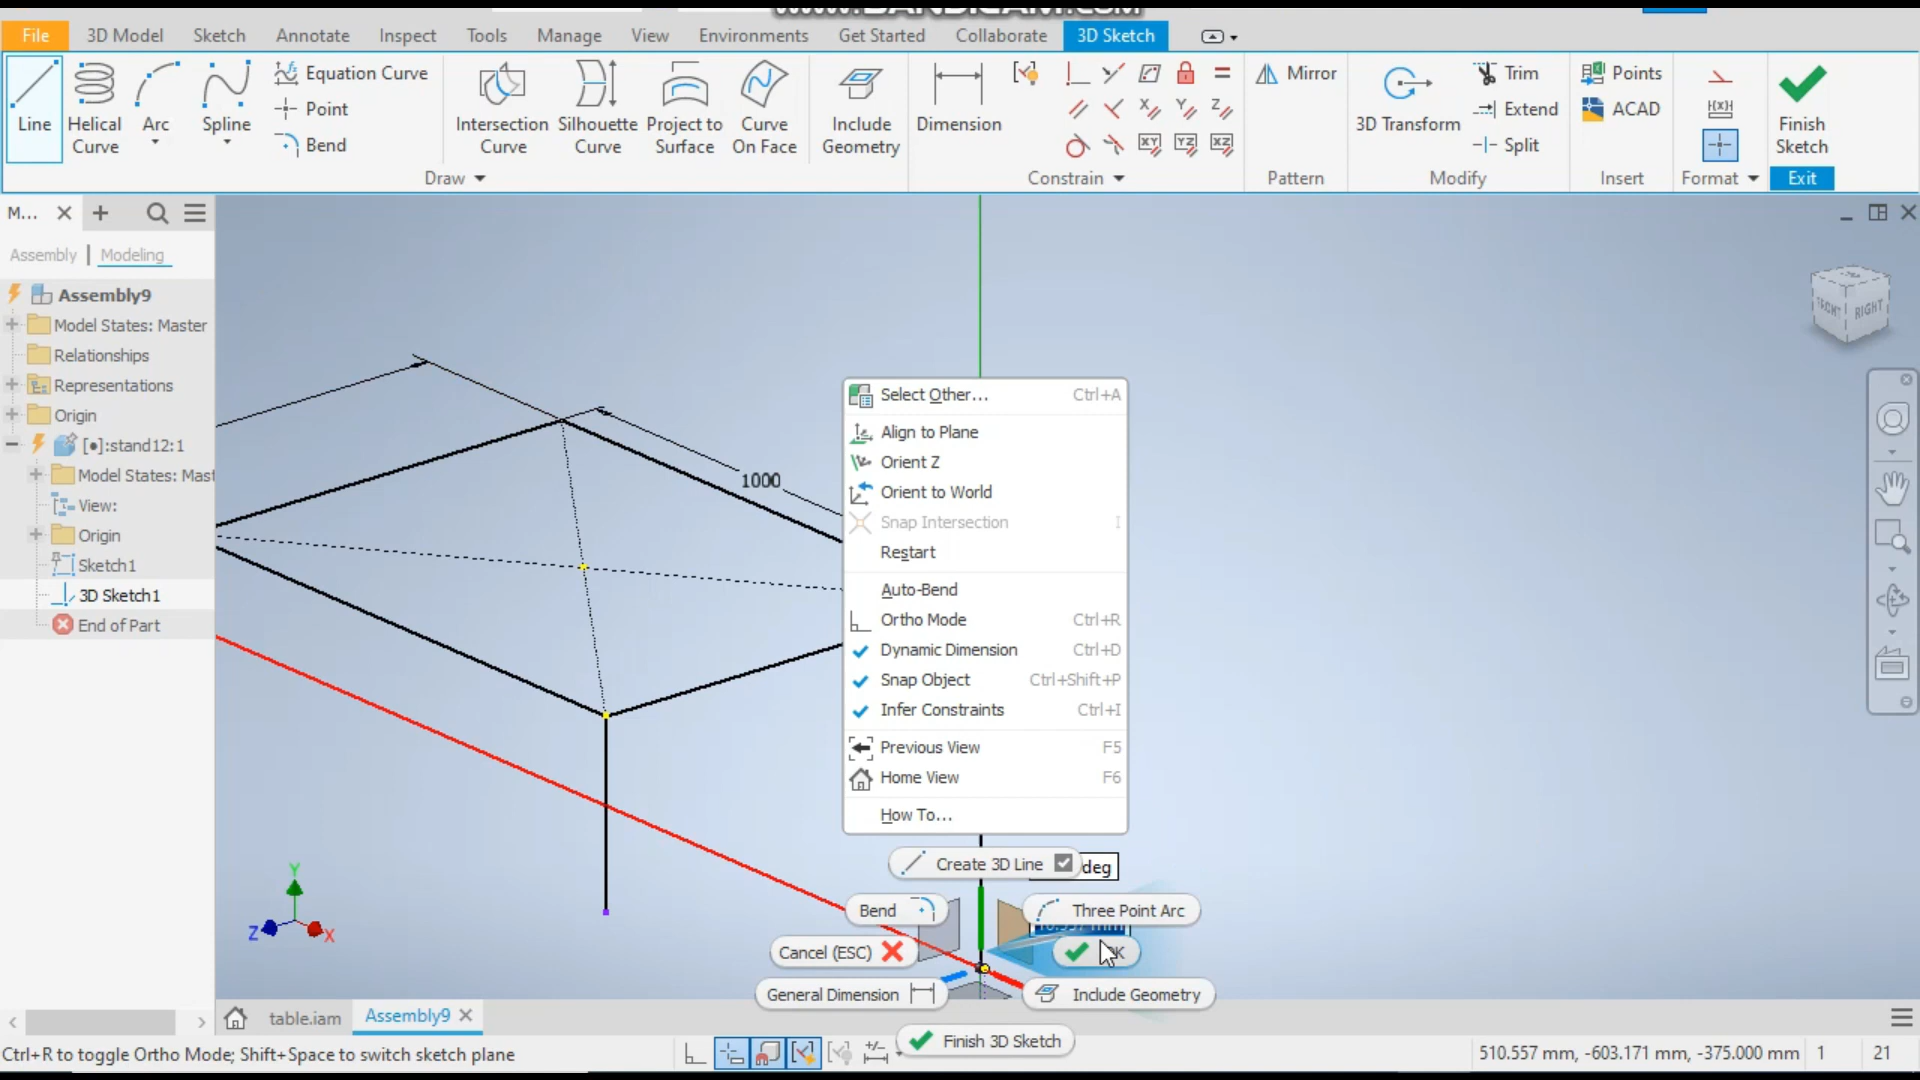 File
3D Model
Sketch
Annotate
Inspect
Tools
Manage
View
Environments
Get Started
Collaborate
3D Sketch
Line
Helical
Curve
Arc
Spline
Equation Curve
Point
Bend
Draw
Intersection
Curve
Silhouette
Curve
Project to
Surface
Curve
On Face
Include
Geometry
Dimension
Constrain
Mirror
Pattern
3D Transform
Trim
Extend
Split
Modify
Points
ACAD
Insert
Format
Finish
Sketch
Exit
M...
Assembly
Modeling
Assembly9
Model States: Master
Relationships
Representations
Origin
[●]:stand12:1
Model States: Mast
View:
Origin
Sketch1
3D Sketch1
End of Part
1000
FRONT
RIGHT
Select Other... Ctrl+A
Align to Plane
Orient Z
Orient to World
Snap Intersection I
Restart
Auto-Bend
Ortho Mode Ctrl+R
Dynamic Dimension Ctrl+D
Snap Object Ctrl+Shift+P
Infer Constraints Ctrl+I
Previous View F5
Home View F6
How To...
Create 3D Line
deg
Bend
Three Point Arc
Cancel (ESC)
General Dimension
Include Geometry
Finish 3D Sketch
Y
Z
X
table.iam
Assembly9
Ctrl+R to toggle Ortho Mode; Shift+Space to switch sketch plane
510.557 mm, -603.171 mm, -375.000 mm 1 21